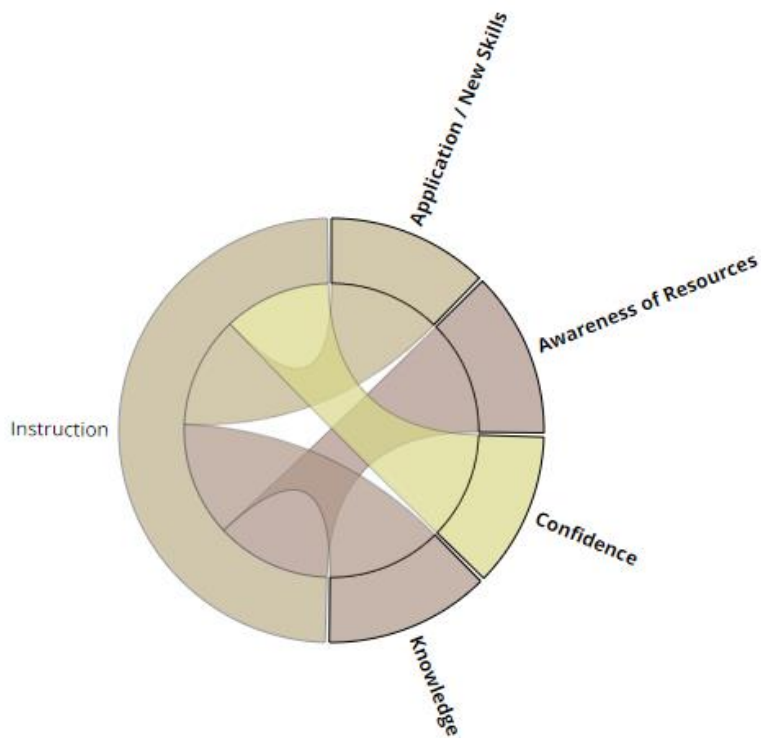 Application / New Skills
Awareness of Resources
Instruction
Confidence
Knowledge